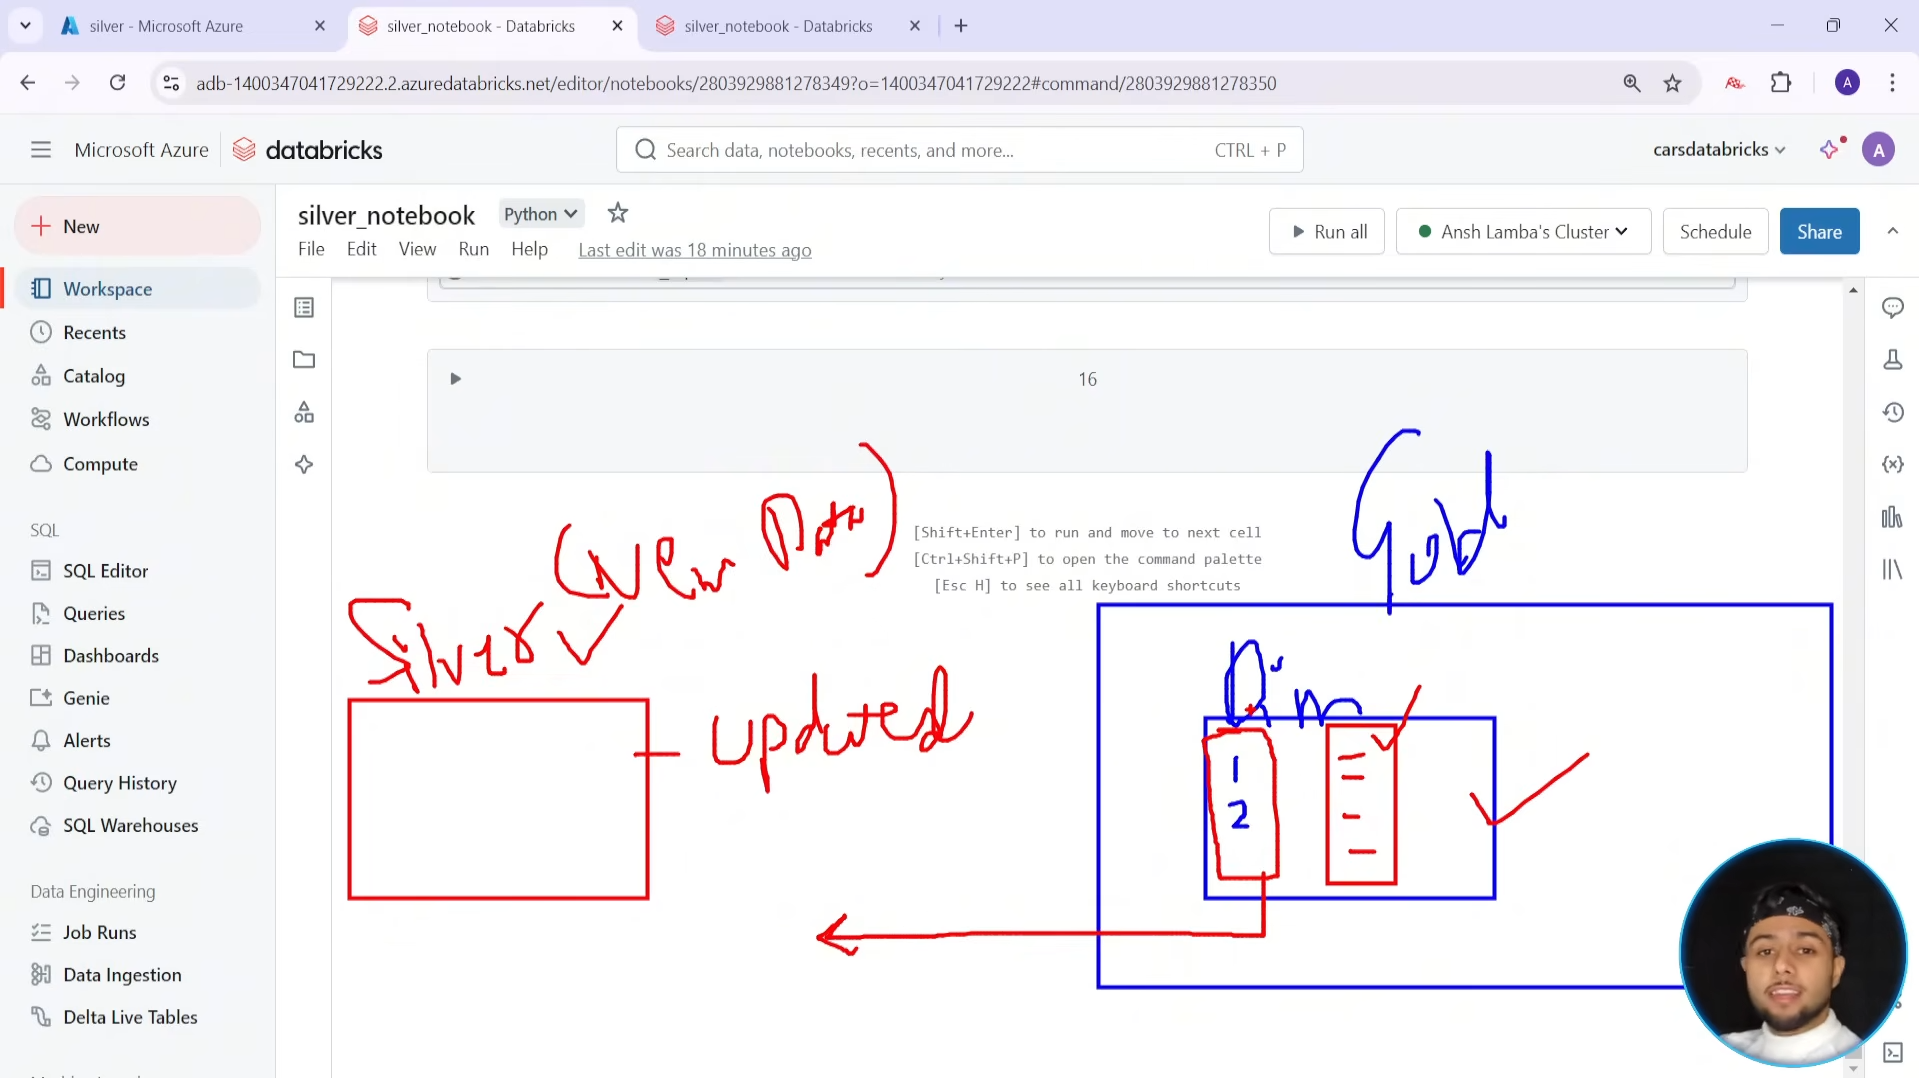 silver - Microsoft Azure
silver_notebook - Databricks
silver_notebook - Databricks
adb-1400347041729222.2.azuredatabricks.net/editor/notebooks/2803929881278349?o=1400347041729222#command/2803929881278350
A
Microsoft Azure
databricks
Search data, notebooks, recents, and more...
CTRL + P
carsdatabricks
A
New
Workspace
Recents
Catalog
Workflows
Compute
SQL
SQL Editor
Queries
Dashboards
Genie
Alerts
Query History
SQL Warehouses
Data Engineering
Job Runs
Data Ingestion
Delta Live Tables
silver_notebook
Python
File
Edit
View
Run
Help
Last edit was 18 minutes ago
Run all
Ansh Lamba's Cluster
Schedule
Share
16
[Shift+Enter] to run and move to next cell
[Ctrl+Shift+P] to open the command palette
[Esc H] to see all keyboard shortcuts
(New Data)
Silver
updated
Gold
Dim
1
2